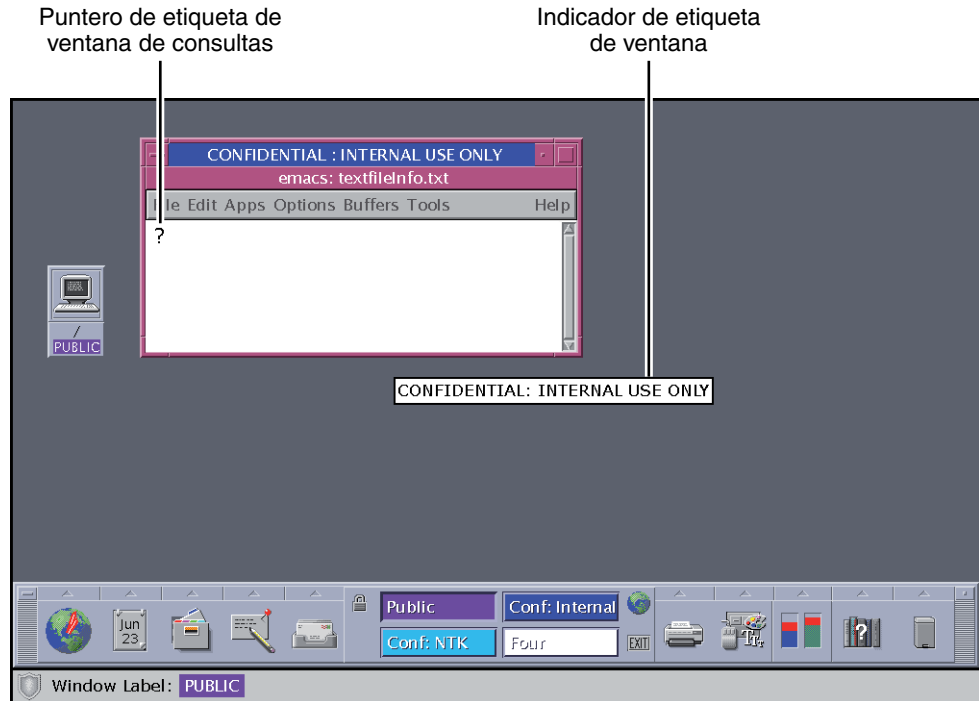 Puntero de etiqueta de
ventana de consultas
Indicador de etiqueta
de ventana
CONFIDENTIAL : INTERNAL USE ONLY
emacs: textfileInfo.txt
File Edit Apps Options Buffers Tools Help
?
/
PUBLIC
CONFIDENTIAL: INTERNAL USE ONLY
Jun
23
Public
Conf: Internal
Conf: NTK
Four
EXIT
?
Window Label: PUBLIC